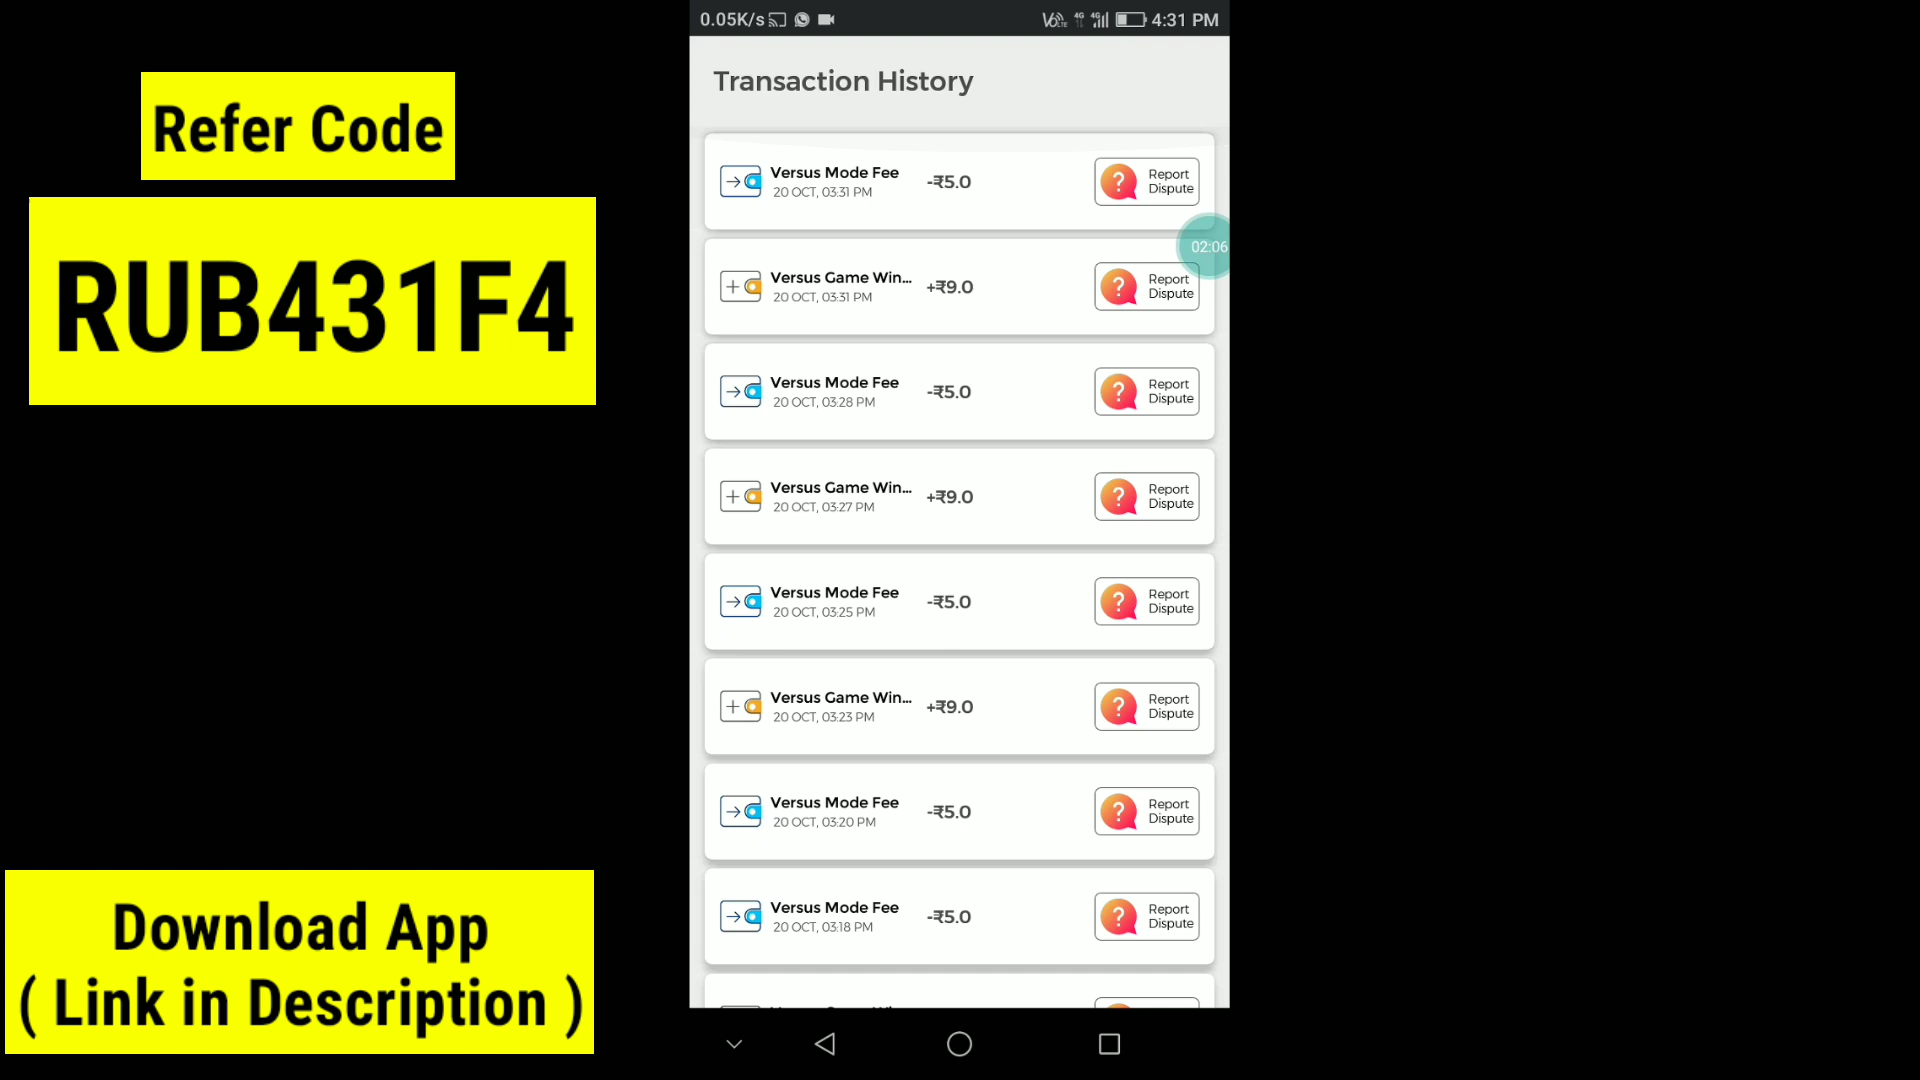 Refer Code
RUB431F4
Download App
( Link in Description )
0.05K/s 4G 4G 4:31 PM
Transaction History
Versus Mode Fee
20 OCT, 03:31 PM
-₹5.0
Report
Dispute
02:06
Versus Game Win...
20 OCT, 03:31 PM
+₹9.0
Report
Dispute
Versus Mode Fee
20 OCT, 03:28 PM
-₹5.0
Report
Dispute
Versus Game Win...
20 OCT, 03:27 PM
+₹9.0
Report
Dispute
Versus Mode Fee
20 OCT, 03:25 PM
-₹5.0
Report
Dispute
Versus Game Win...
20 OCT, 03:23 PM
+₹9.0
Report
Dispute
Versus Mode Fee
20 OCT, 03:20 PM
-₹5.0
Report
Dispute
Versus Mode Fee
20 OCT, 03:18 PM
-₹5.0
Report
Dispute